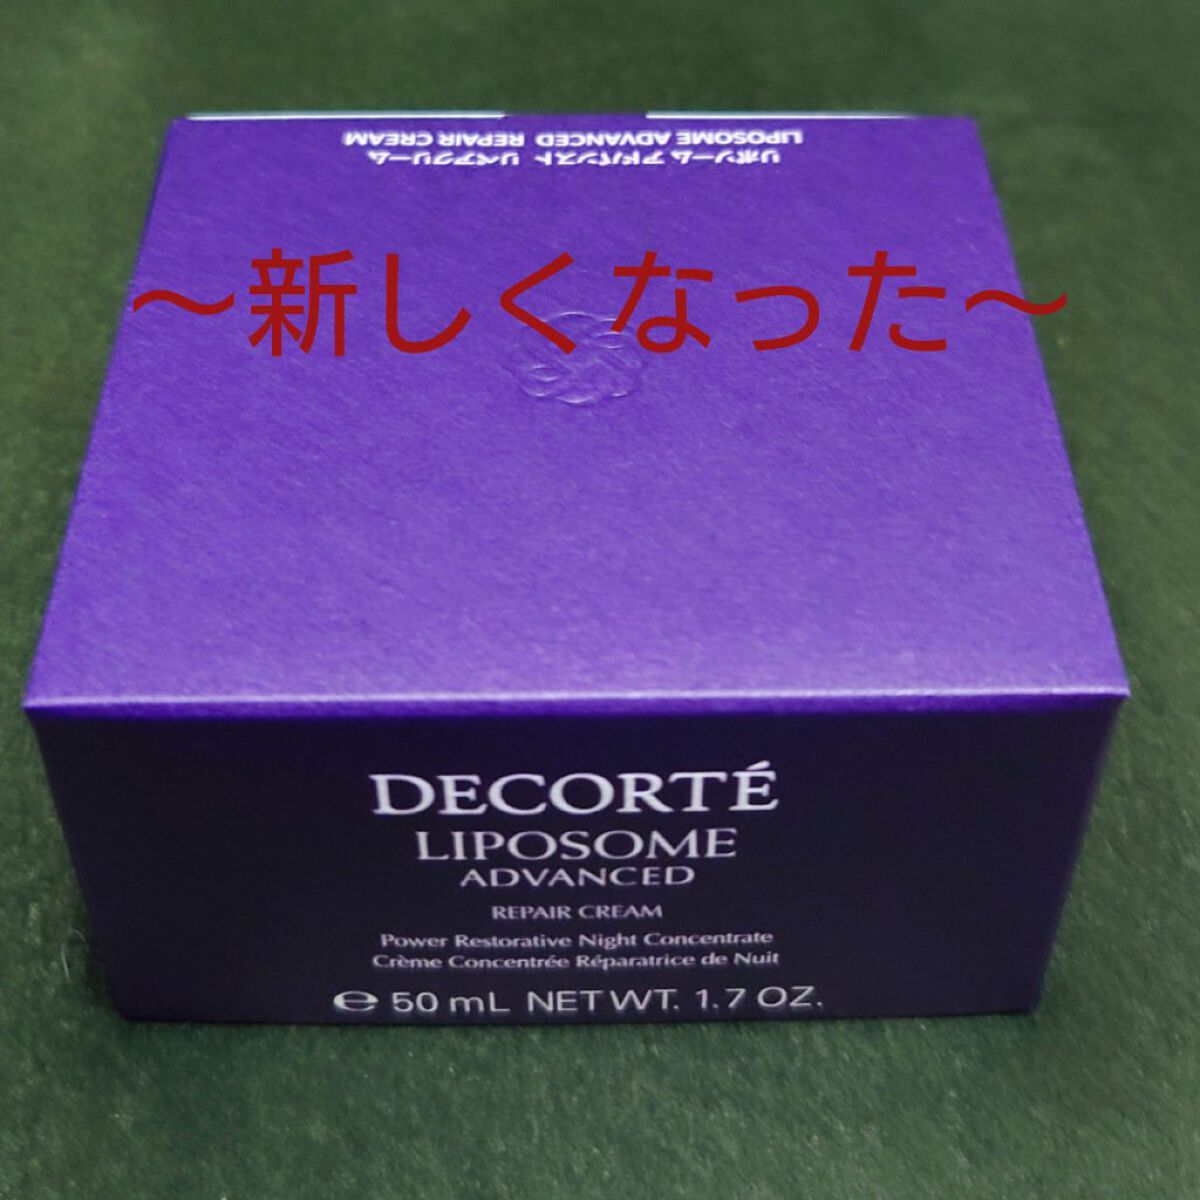 リポソーム アドバンスト リペアクリーム
LIPOSOME ADVANCED REPAIR CREAM
～新しくなった～
DECORTÉ
LIPOSOME
ADVANCED
REPAIR CREAM
Power Restorative Night Concentrate
Crème Concentrée Réparatrice de Nuit
℮ 50 mL NET WT. 1.7 OZ.